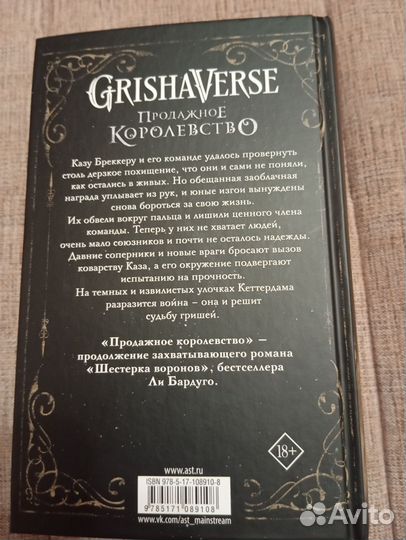 GRISHAVERSE
ПРОДАЖНОЕ
КОРОЛЕВСТВО
Казу Бреккеру и его команде удалось провернуть
столь дерзкое похищение, что они и сами не поняли,
как остались в живых. Но обещанная заоблачная
награда уплывает из рук, и юные изгои вынуждены
снова бороться за свою жизнь.
Их обвели вокруг пальца и лишили ценного члена
команды. Теперь у них не хватает людей,
очень мало союзников и почти не осталось надежды.
Давние соперники и новые враги бросают вызов
коварству Каза, а его окружение подвергают
испытанию на прочность.
На темных и извилистых улочках Кеттердама
разразится война – она и решит
судьбу гришей.
«Продажное королевство» –
продолжение захватывающего романа
«Шестерка воронов», бестселлера
Ли Бардуго.
18+
www.ast.ru
ISBN 978-5-17-108910-8
9 785171 089108
www.vk.com/ast_mainstream
Avito